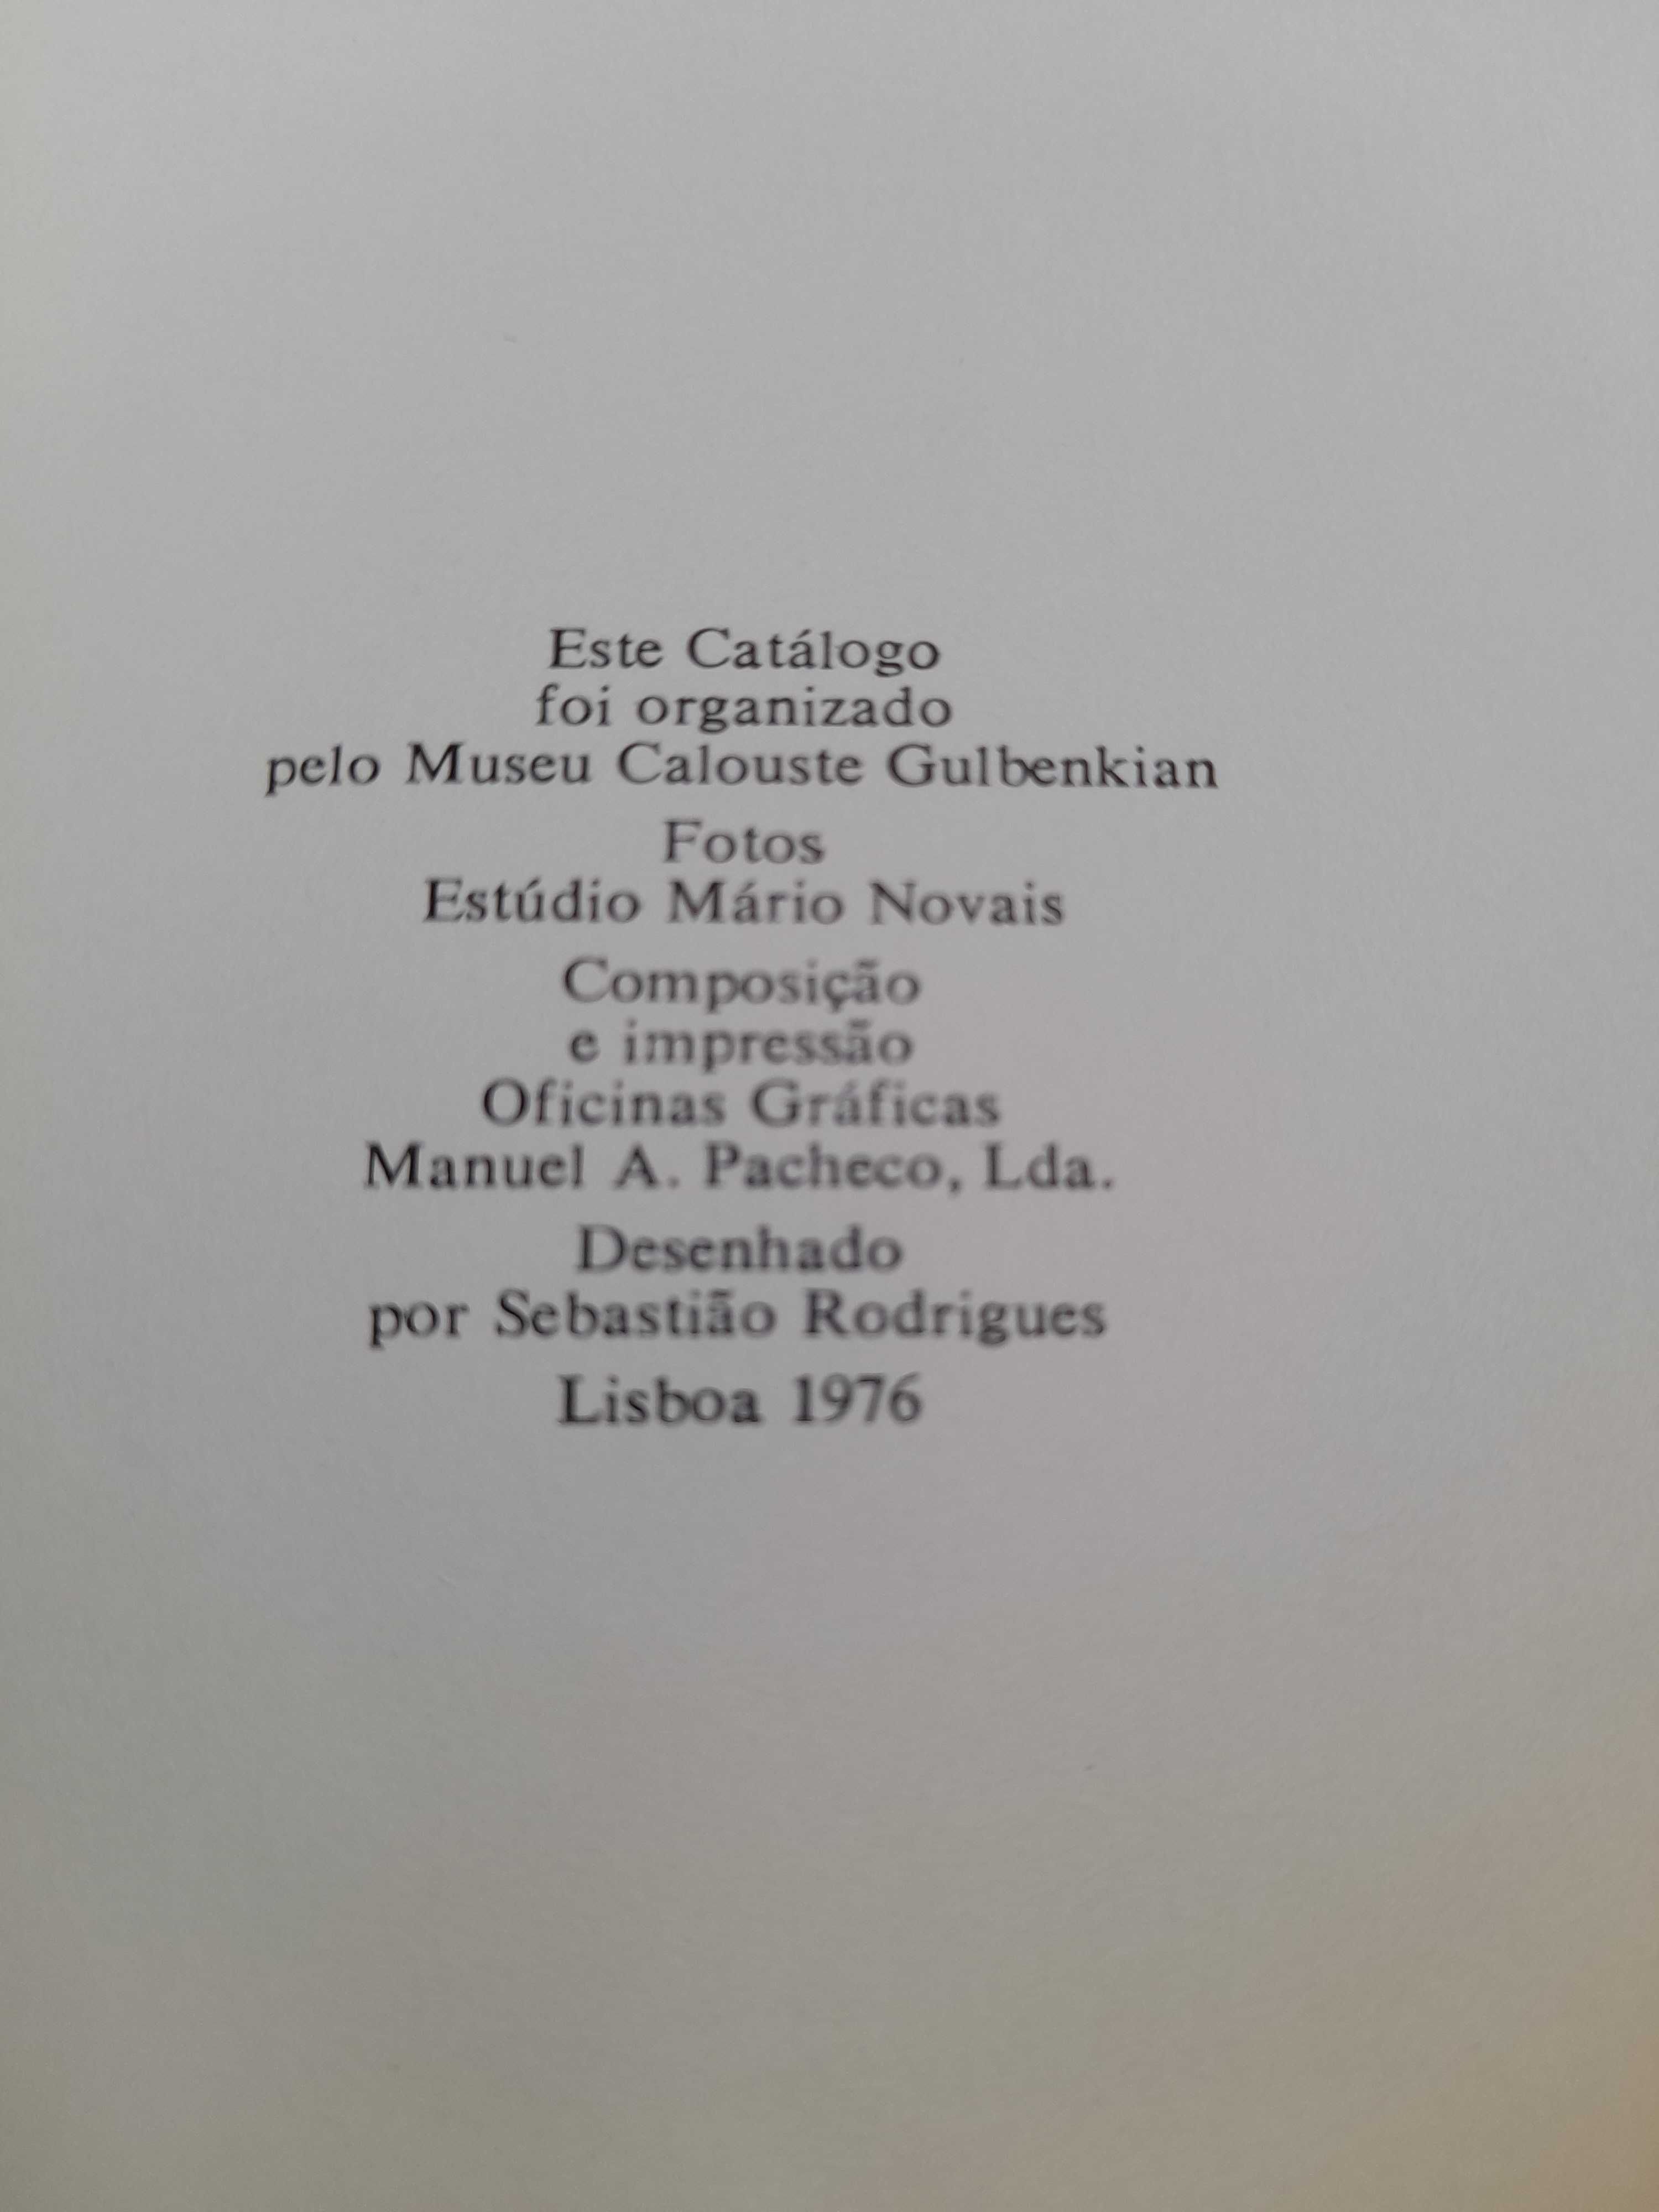 Este Catálogo
foi organizado
pelo Museu Calouste Gulbenkian
Fotos
Estúdio Mário Novais
Composição
e impressão
Oficinas Gráficas
Manuel A. Pacheco, Lda.
Desenhado
por Sebastião Rodrigues
Lisboa 1976